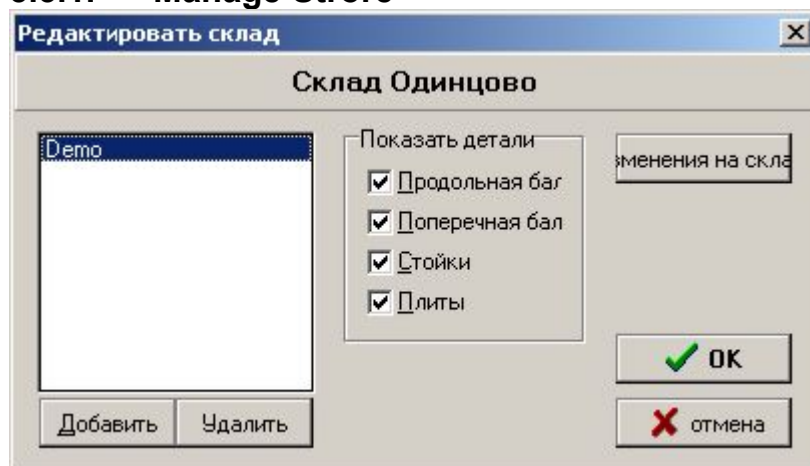 Manage Strore
Редактировать склад
Склад Одинцово
Demo
Показать детали
Продольная бал
Поперечная бал
Стойки
Плиты
зменения на скла
OK
отмена
Добавить
Удалить